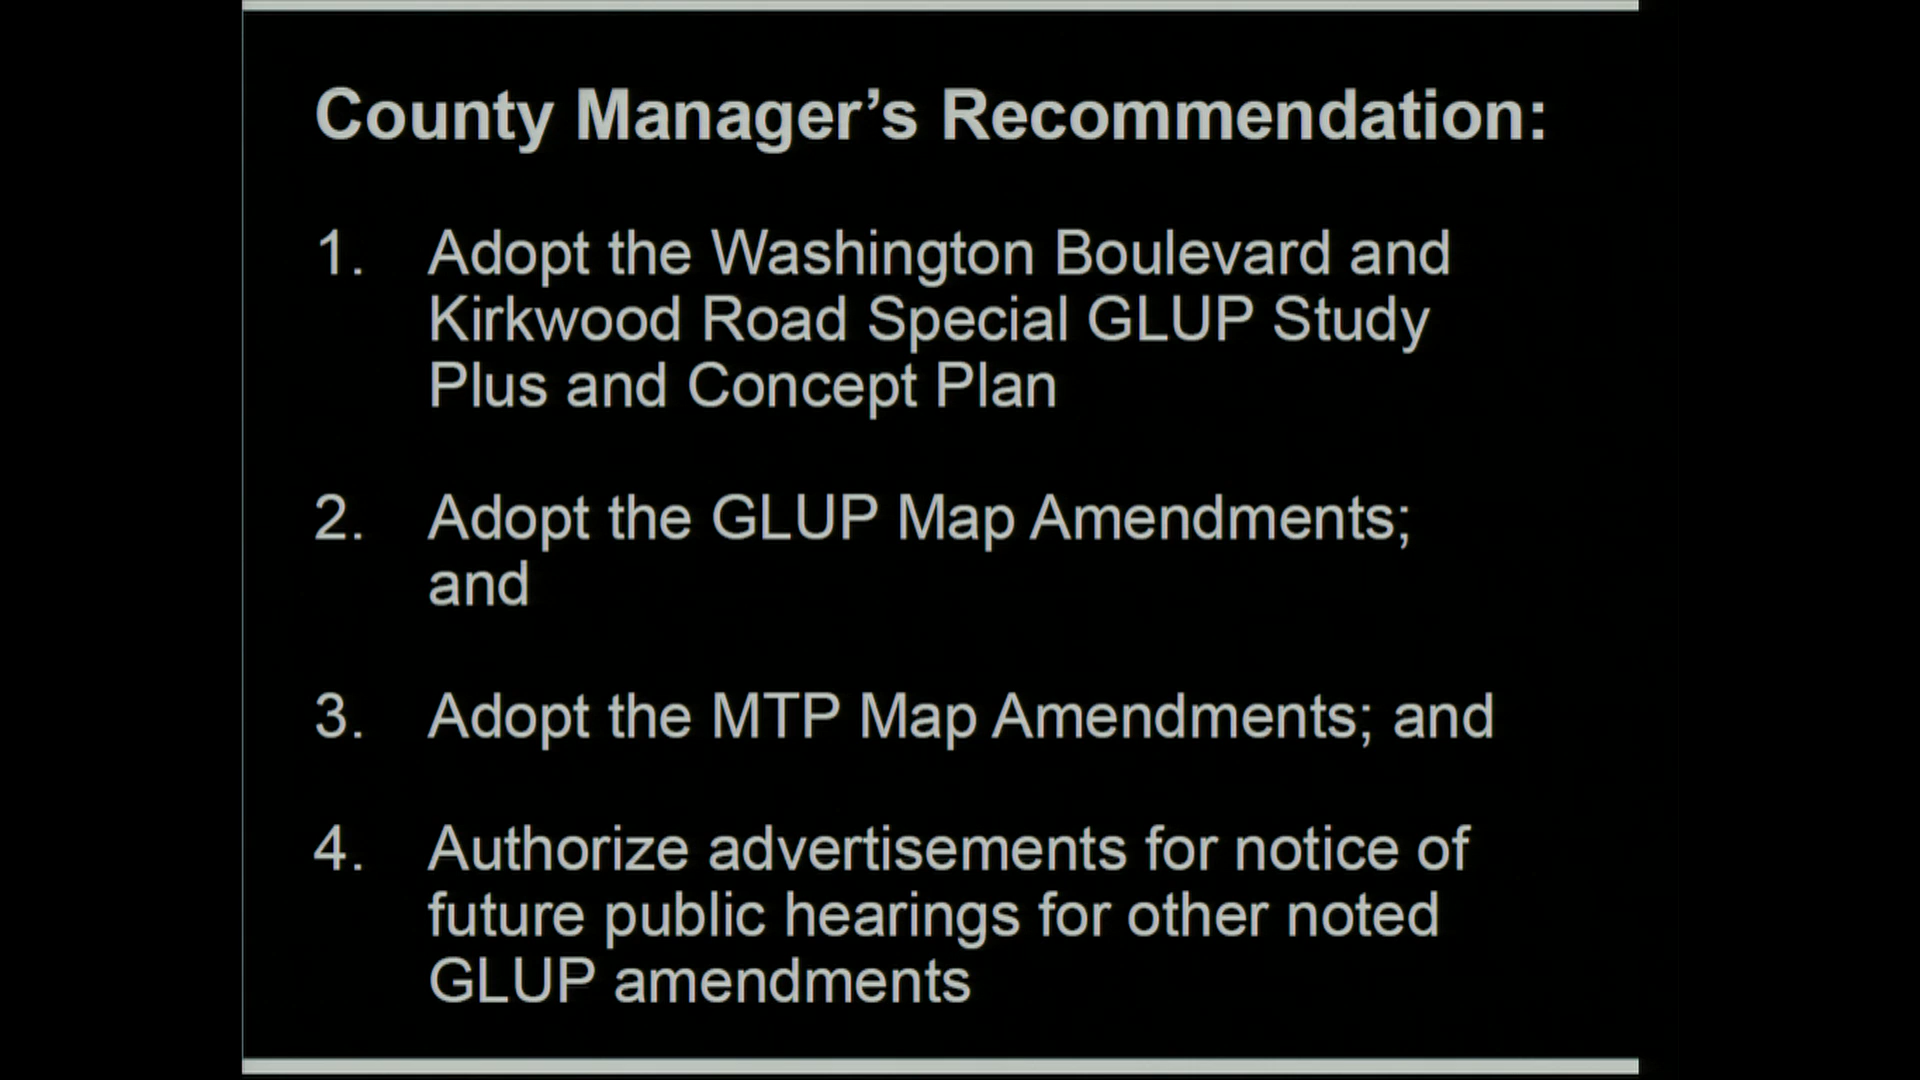 County Manager’s Recommendation:
1. Adopt the Washington Boulevard and
Kirkwood Road Special GLUP Study
Plus and Concept Plan
2. Adopt the GLUP Map Amendments;
and
3. Adopt the MTP Map Amendments; and
4. Authorize advertisements for notice of
future public hearings for other noted
GLUP amendments